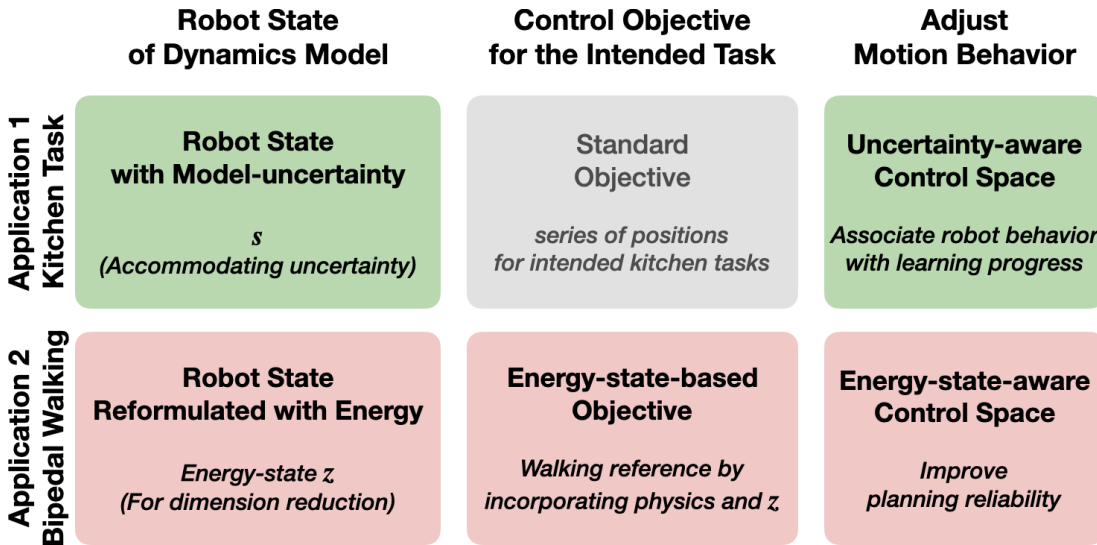 Robot State
of Dynamics Model
Control Objective
for the Intended Task
Adjust
Motion Behavior
Application 1
Kitchen Task
Robot State
with Model-uncertainty
s
(Accommodating uncertainty)
Standard
Objective
series of positions
for intended kitchen tasks
Uncertainty-aware
Control Space
Associate robot behavior
with learning progress
Application 2
Bipedal Walking
Robot State
Reformulated with Energy
Energy-state z
(For dimension reduction)
Energy-state-based
Objective
Walking reference by
incorporating physics and z
Energy-state-aware
Control Space
Improve
planning reliability